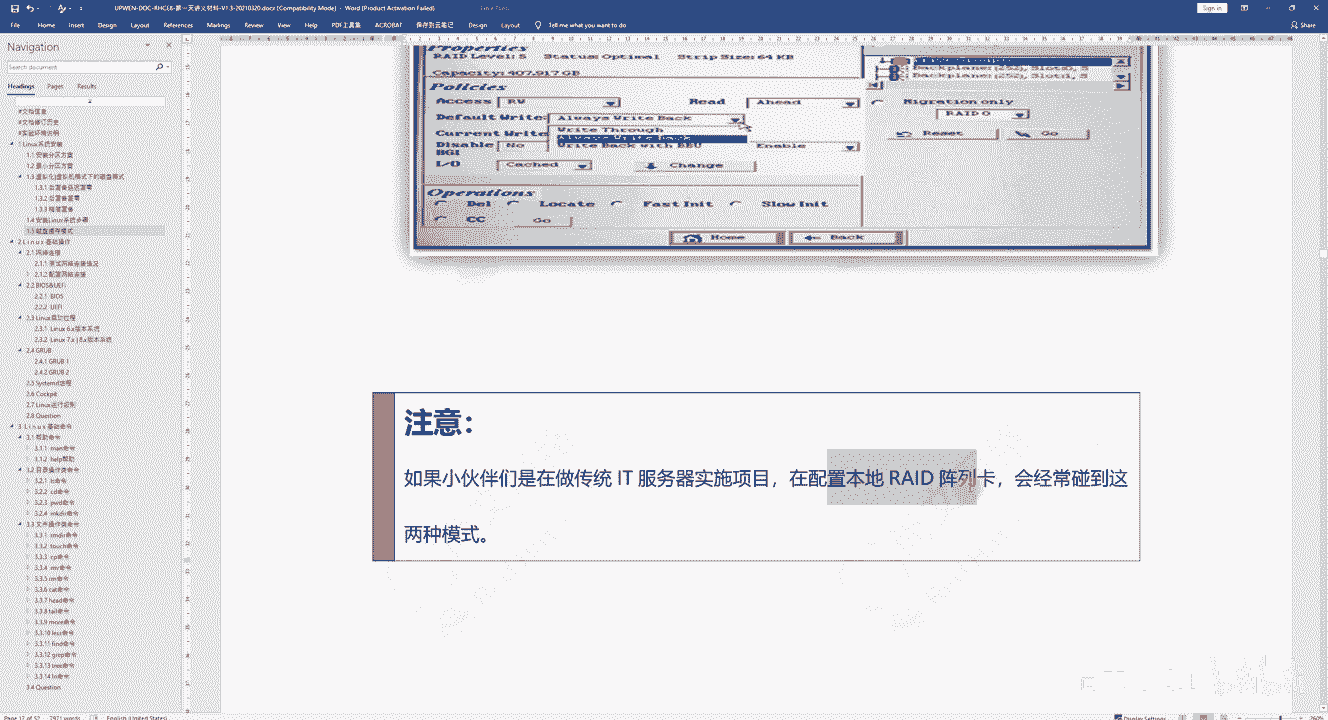 UPWEN-DOC-RHCE8-第一天讲义材料-V1.3-20210320.docx [Compatibility Mode] - Word (Product Activation Failed)
Sign in
File Home Insert Design Layout References Mailings Review View Help PDF工具集 ACROBAT 保存到云笔记 Design Layout Tell me what you want to do Share
Navigation
Search document
Headings Pages Results
#文档信息
#文档修订历史
#实验环境说明
1 Linux系统安装
1.1 安装分区方案
1.2 最小分区方案
1.3 虚拟化|虚拟机模式下的磁盘模式
1.3.1 后置备延迟置零
1.3.2 后置备置零
1.3.3 精简置备
1.4 安装Linux系统步骤
1.5 磁盘缓存模式
2 Linux 基础操作
2.1 网络连接
2.1.1 测试网络连接情况
2.1.2 配置网络连接
2.2 BIOS&UEFI
2.2.1 BIOS
2.2.2 UEFI
2.3 Linux启动过程
2.3.1 Linux 6.x版本系统
2.3.2 Linux 7.x | 8.x版本系统
2.4 GRUB
2.4.1 GRUB 1
2.4.2 GRUB 2
2.5 Systemd进程
2.6 Cockpit
2.7 Linux运行级别
2.8 Question
3 Linux 基础命令
3.1 帮助命令
3.1.1 man命令
3.1.2 help帮助
3.2 目录操作类命令
3.2.1 ls命令
3.2.2 cd命令
3.2.3 pwd命令
3.2.4 mkdir命令
3.3 文件操作类命令
3.3.1 rmdir命令
3.3.2 touch命令
3.3.3 cp命令
3.3.4 mv命令
3.3.5 rm命令
3.3.6 cat命令
3.3.7 head命令
3.3.8 tail命令
3.3.9 more命令
3.3.10 less命令
3.3.11 find命令
3.3.12 grep命令
3.3.13 tree命令
3.3.14 ln命令
3.4 Question
Properties
RAID Level: 5 Status: Optimal Strip Size: 64 KB
Capacity: 407.917 GB
Policies
Access RW Read Ahead
Default Write: Always Write Back
Write Through
Current Write: Always Write Back
Disable BGI No Write Back with BBU Enable
I/O Cached Change
Operations
Del Locate Fast Init Slow Init
CC Go
Home Back
Backplane: (252), Slot: 0, S
Backplane: (252), Slot: 1, S
Migration only
RAID 0
Reset Go
注意：
如果小伙伴们是在做传统 IT 服务器实施项目，在配置本地 RAID 阵列卡，会经常碰到这
两种模式。
Page 17 of 52 7971 words English (United States) Display Settings 260%